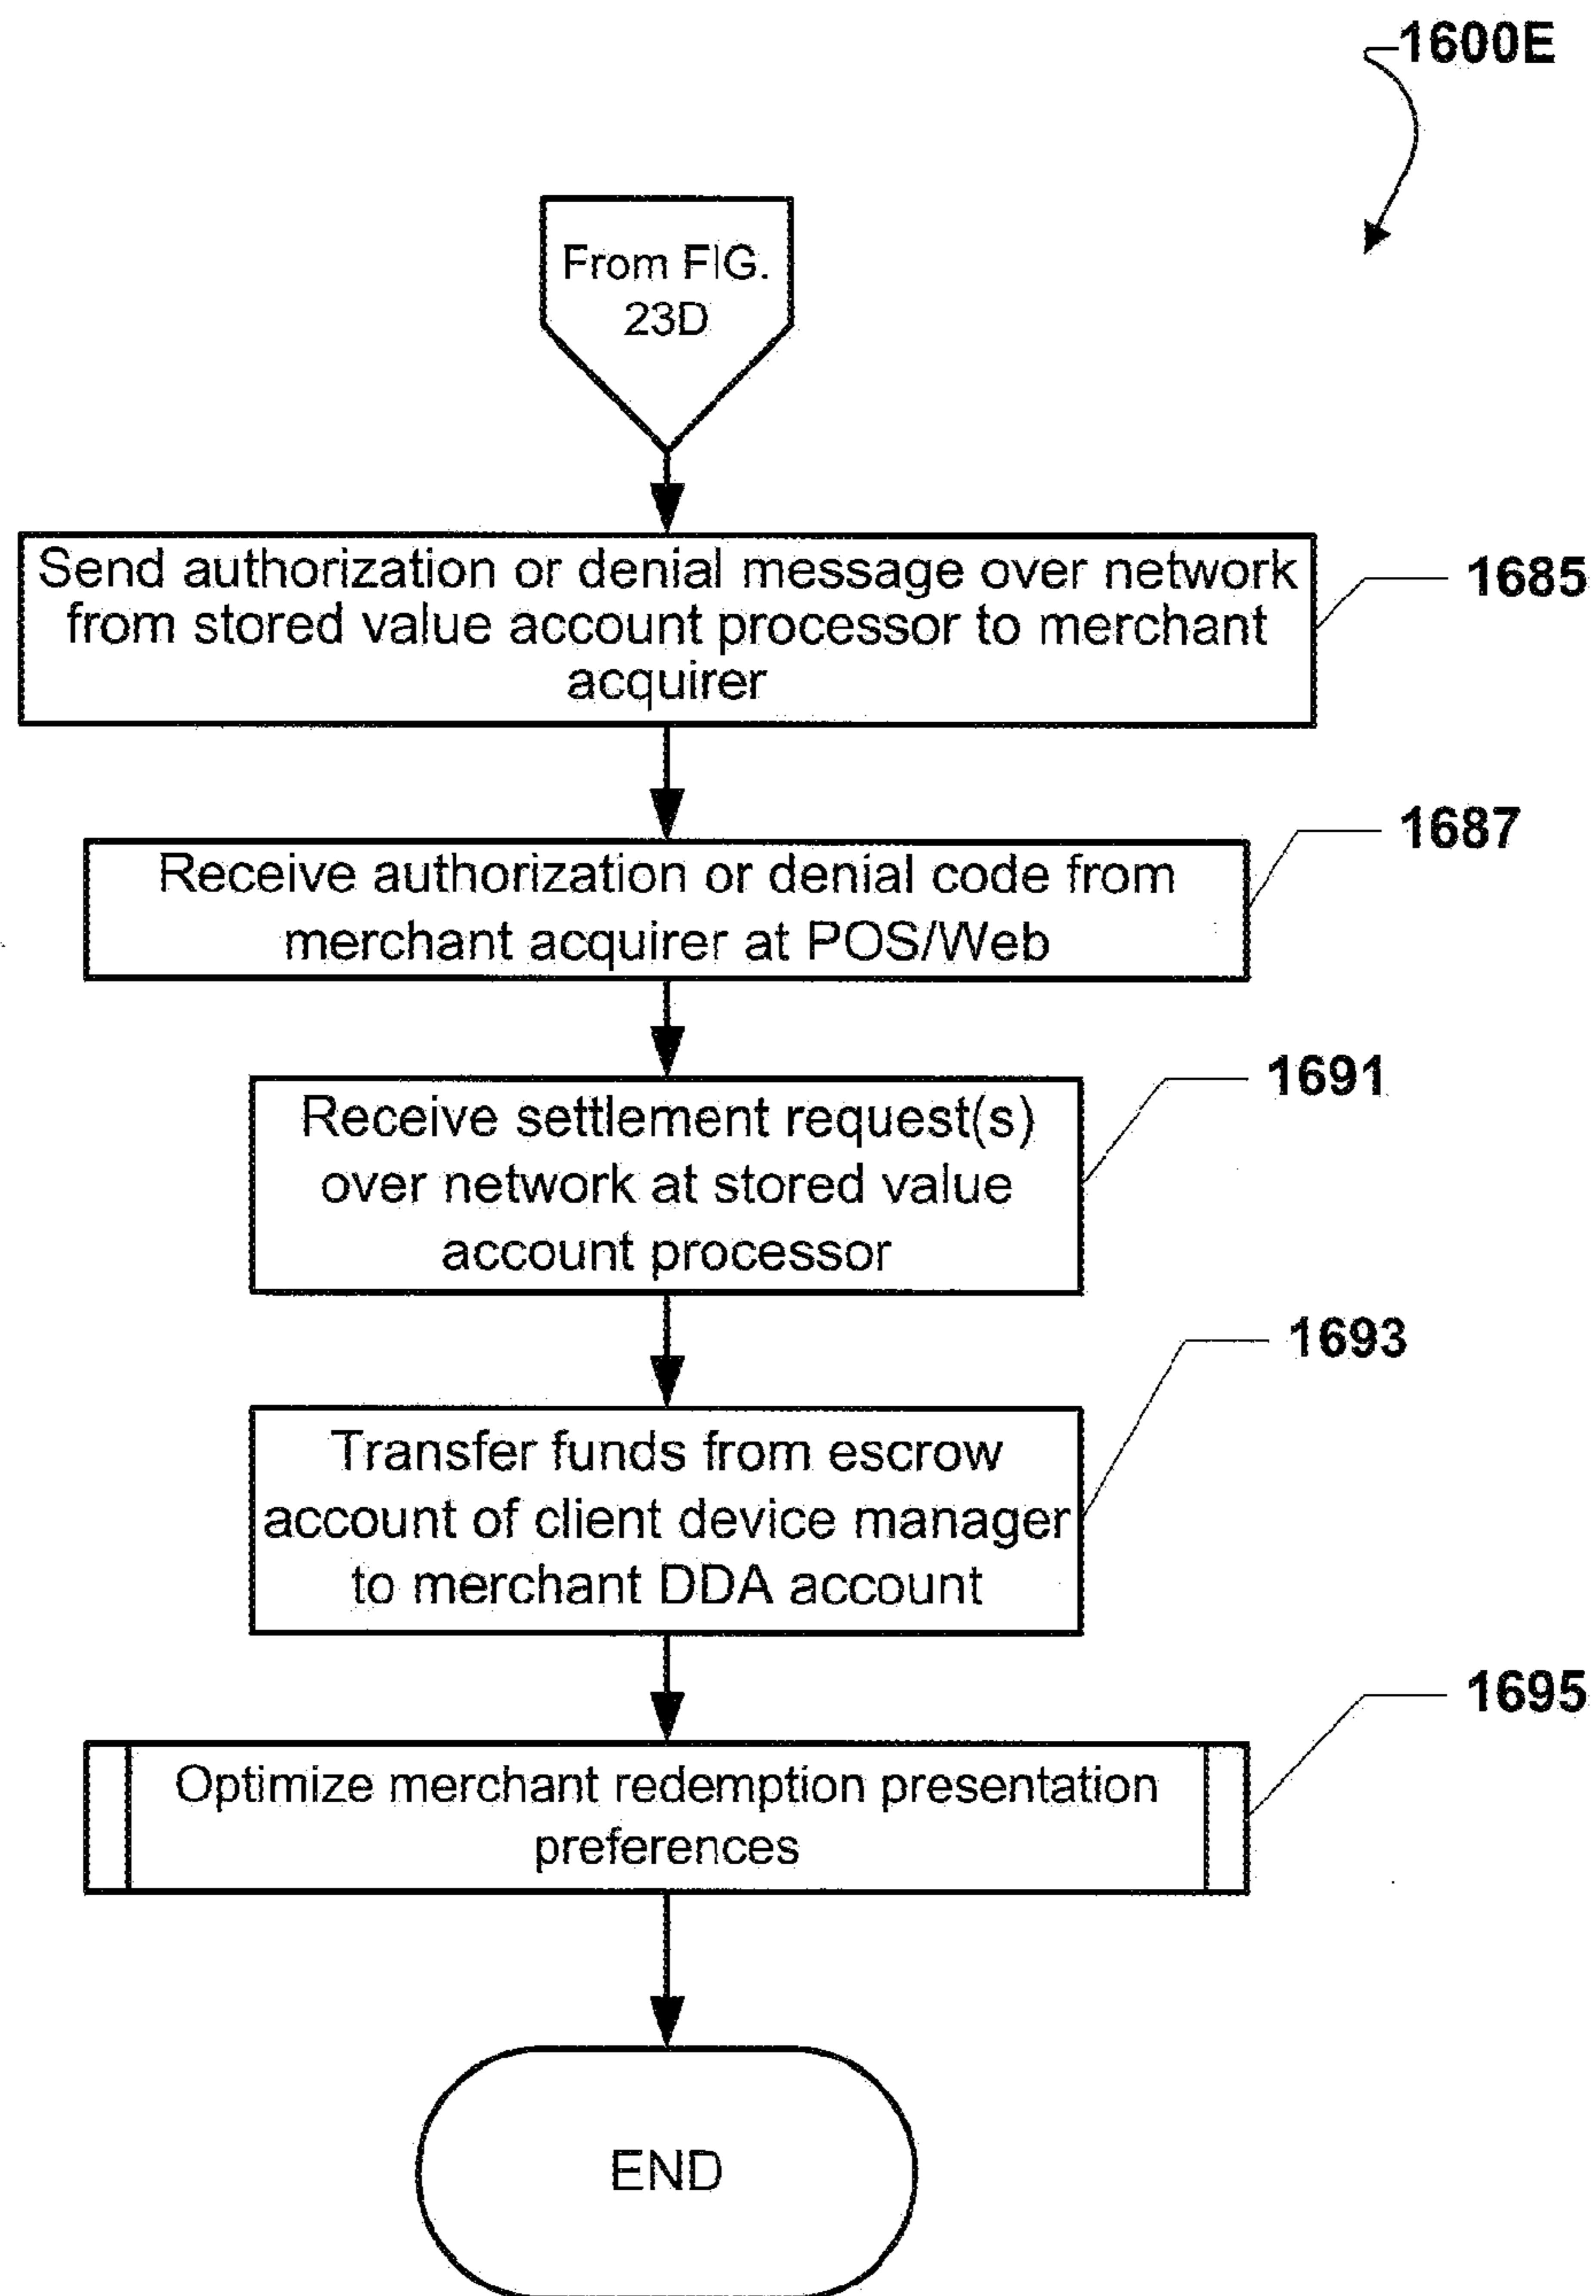 1600E
From FIG.
23D
Send authorization or denial message over network
from stored value account processor to merchant
acquirer
1685
Receive authorization or denial code from
merchant acquirer at POS/Web
1687
Receive settlement request(s)
over network at stored value
account processor
1691
Transfer funds from escrow
account of client device manager
to merchant DDA account
1693
Optimize merchant redemption presentation
preferences
1695
END